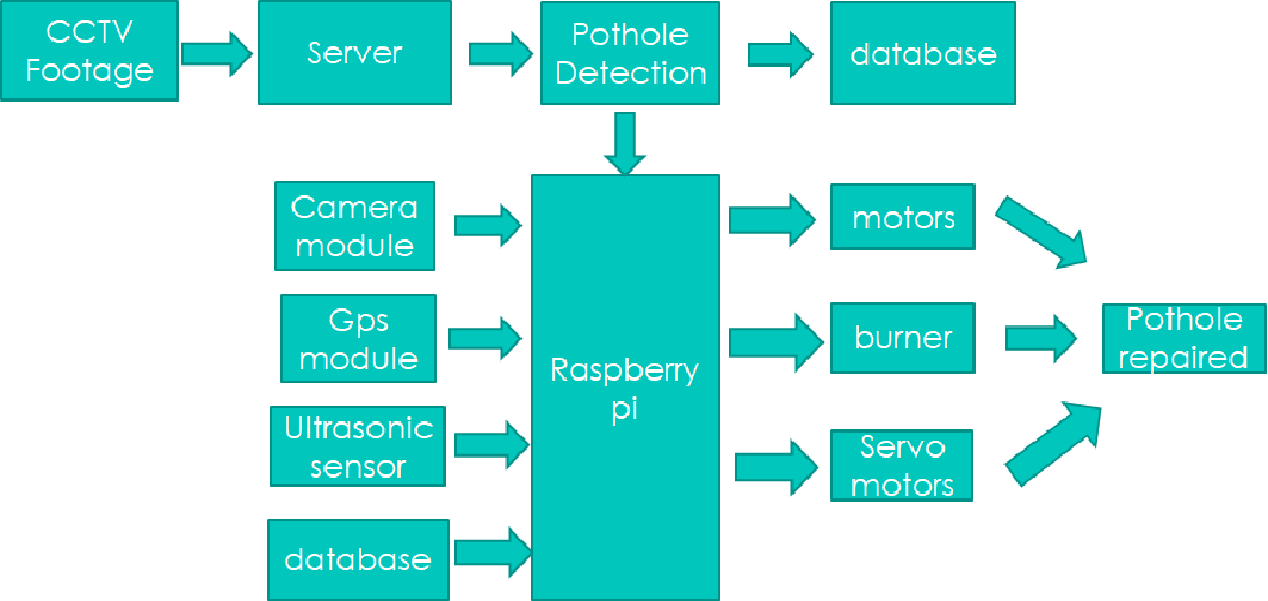 CCTV
Footage
Server
Pothole
Detection
database
Camera
module
Gps
module
Ultrasonic
sensor
database
Raspberry
pi
motors
burner
Servo
motors
Pothole
repaired